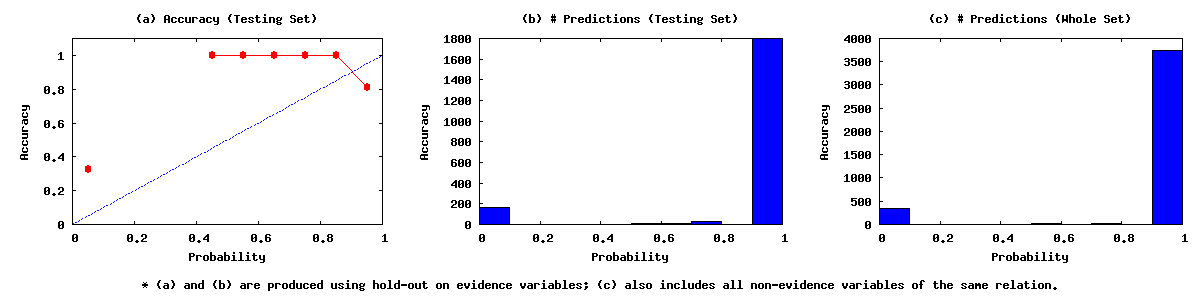 (a) Accuracy (Testing Set)
1
0.8
0.6
0.4
0.2
0
Accuracy
0 0.2 0.4 0.6 0.8 1
Probability
(b) # Predictions (Testing Set)
1800
1600
1400
1200
1000
800
600
400
200
0
Accuracy
0 0.2 0.4 0.6 0.8 1
Probability
(c) # Predictions (Whole Set)
4000
3500
3000
2500
2000
1500
1000
500
0
Accuracy
0 0.2 0.4 0.6 0.8 1
Probability
* (a) and (b) are produced using hold-out on evidence variables; (c) also includes all non-evidence variables of the same relation.